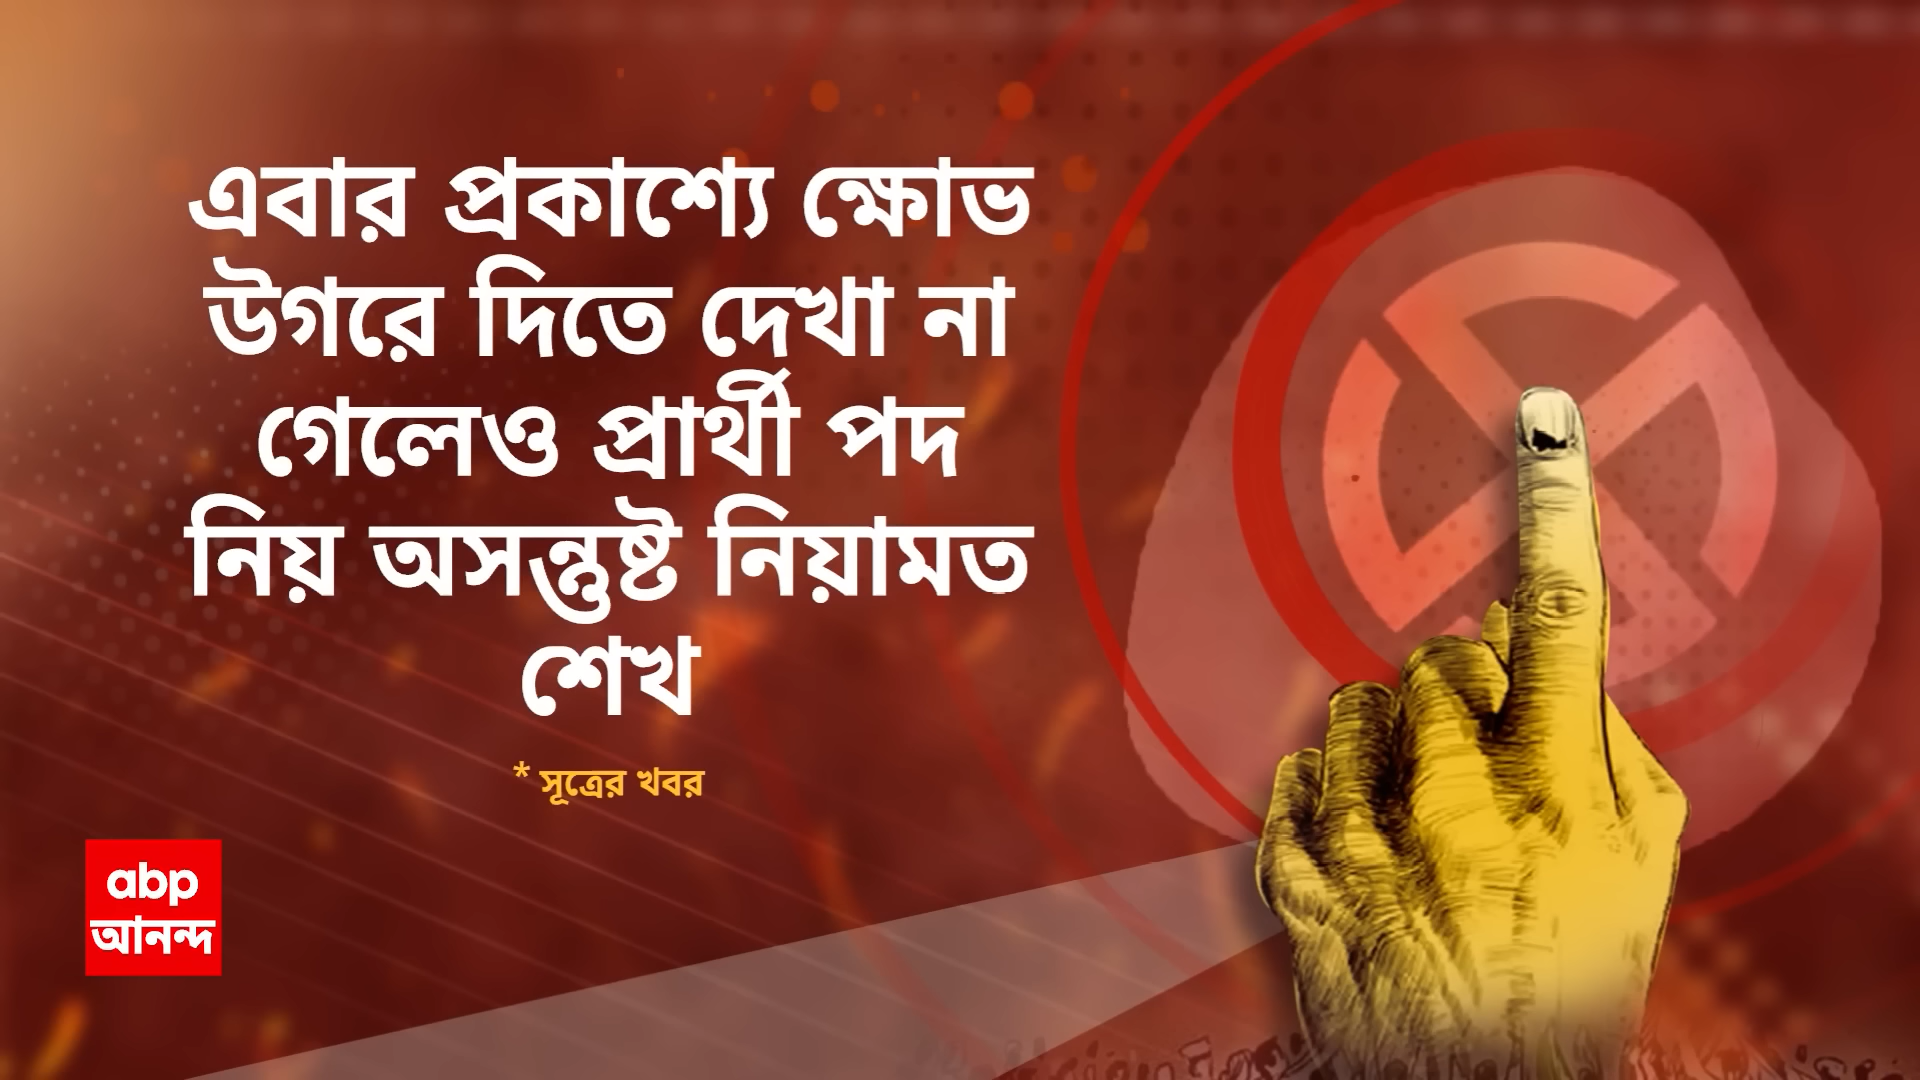 এবার প্রকাশ্যে ক্ষোভ
উগরে দিতে দেখা না
গেলেও প্রার্থী পদ
নিয় অসন্তুষ্ট নিয়ামত
শেখ
* সূত্রের খবর
abp
আনন্দ